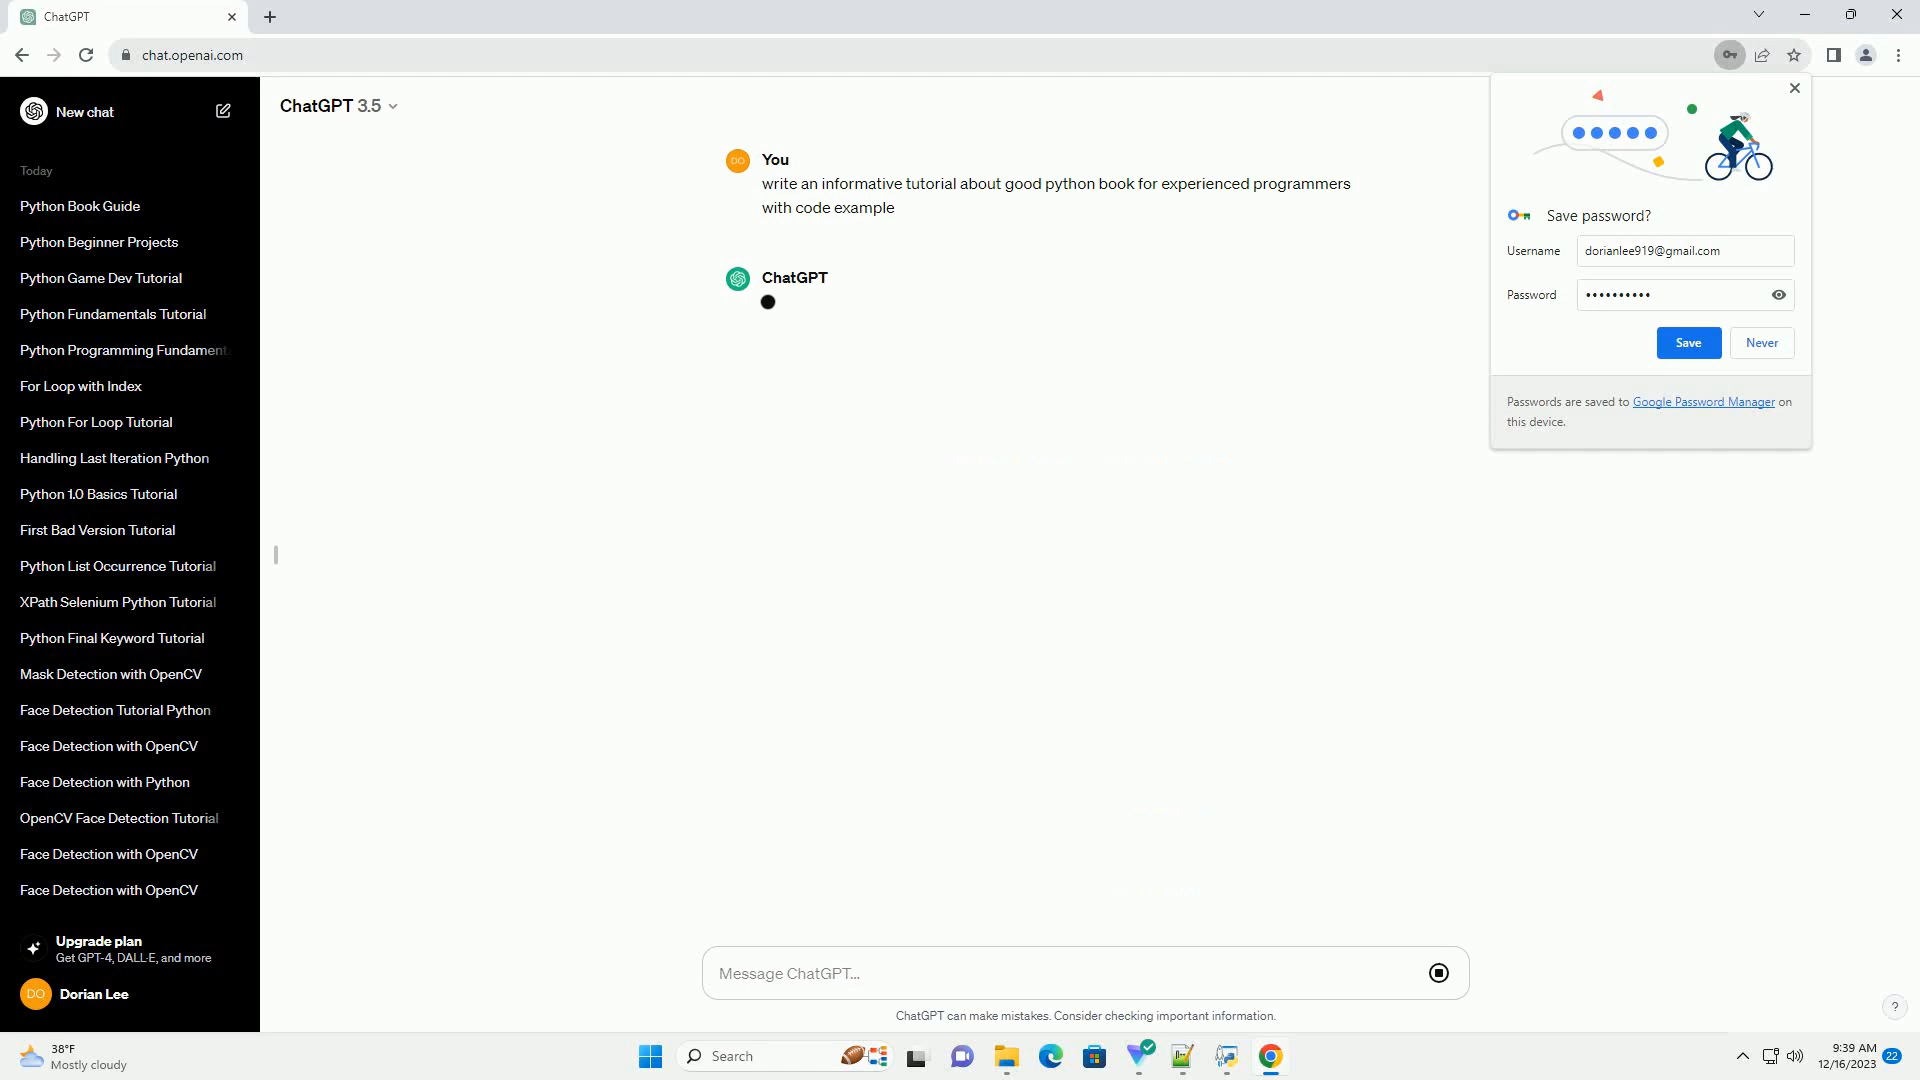 ChatGPT
chat.openai.com
New chat
Today
Python Book Guide
Python Beginner Projects
Python Game Dev Tutorial
Python Fundamentals Tutorial
Python Programming Fundament
For Loop with Index
Python For Loop Tutorial
Handling Last Iteration Python
Python 1.0 Basics Tutorial
First Bad Version Tutorial
Python List Occurrence Tutorial
XPath Selenium Python Tutorial
Python Final Keyword Tutorial
Mask Detection with OpenCV
Face Detection Tutorial Python
Face Detection with OpenCV
Face Detection with Python
OpenCV Face Detection Tutorial
Face Detection with OpenCV
Face Detection with OpenCV
Upgrade plan
Get GPT-4, DALL·E, and more
DO Dorian Lee
ChatGPT 3.5
DO You
write an informative tutorial about good python book for experienced programmers
with code example
ChatGPT
Message ChatGPT...
ChatGPT can make mistakes. Consider checking important information.
?
Save password?
Username dorianlee919@gmail.com
Password ••••••••••
Save Never
Passwords are saved to Google Password Manager on
this device.
38°F
Mostly cloudy
Search
9:39 AM
12/16/2023
22